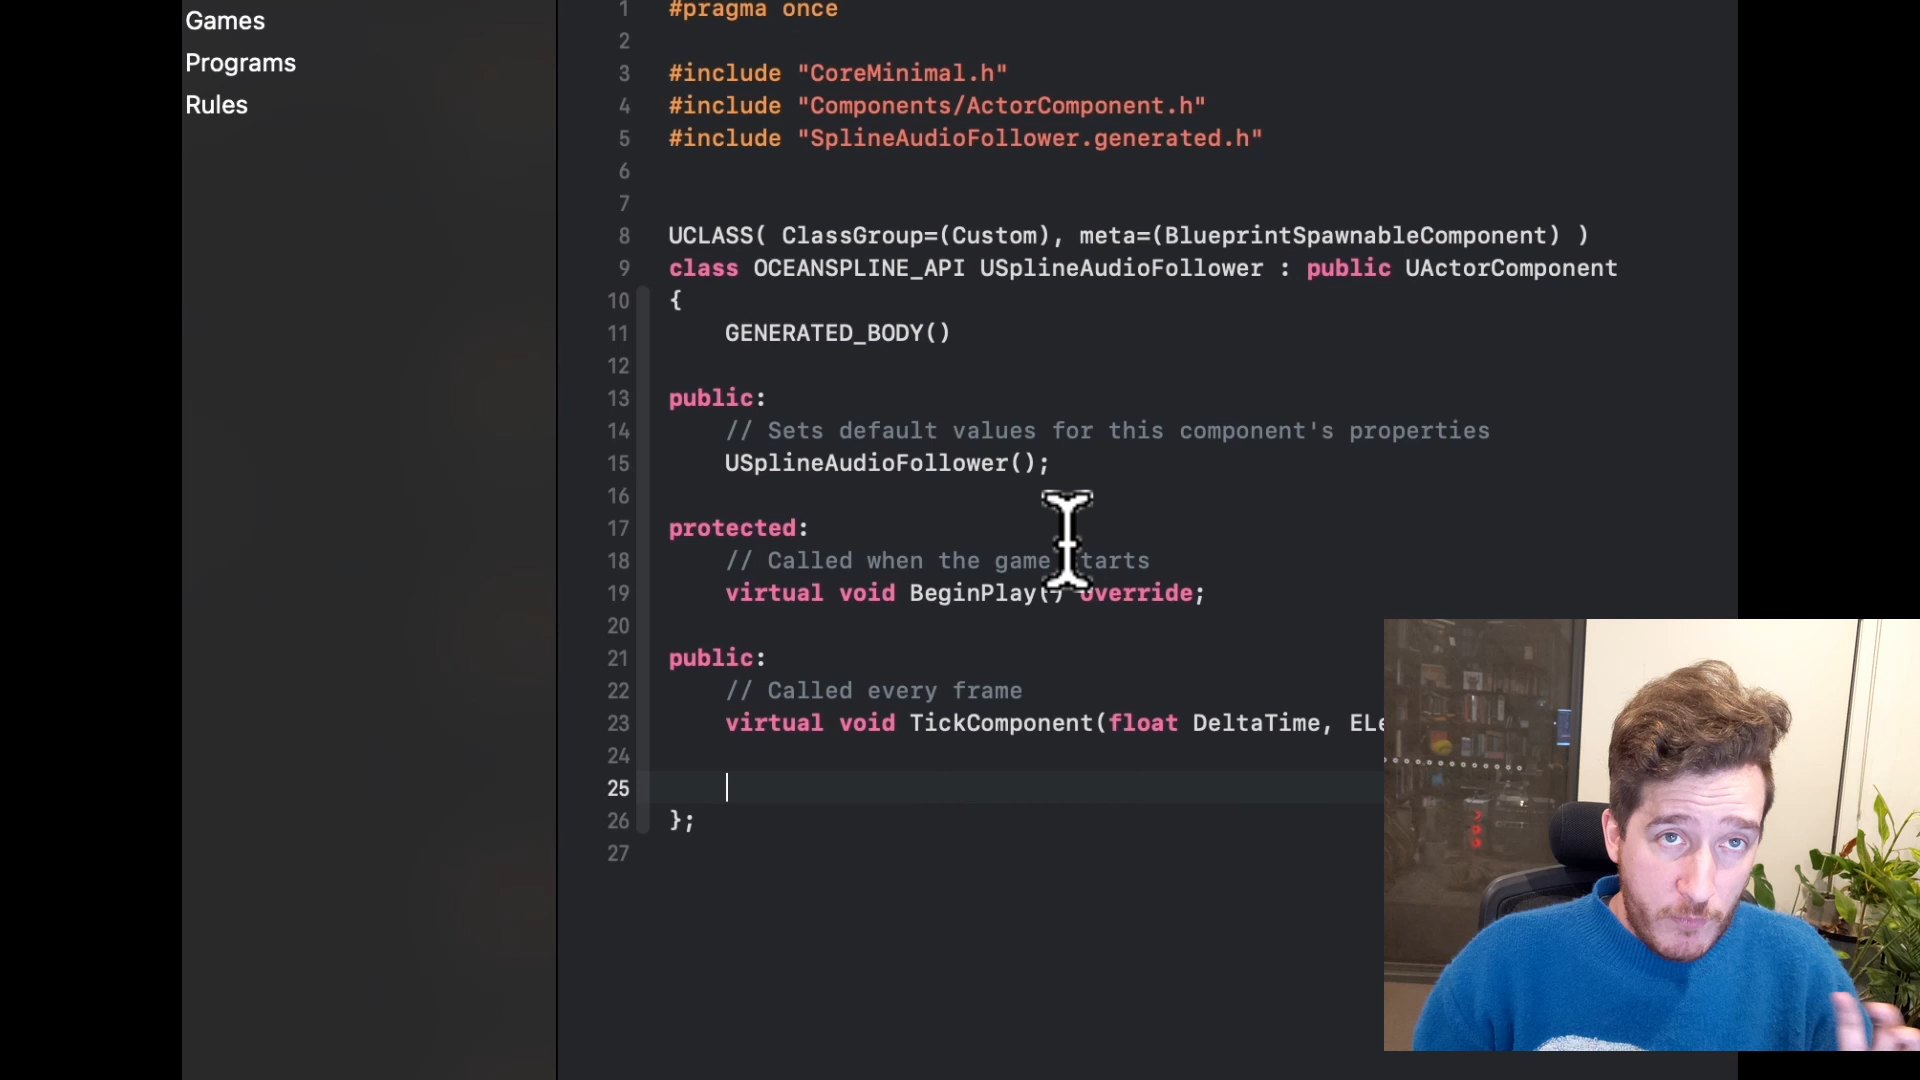 Games
Programs
Rules
1 #pragma once
2
3 #include "CoreMinimal.h"
4 #include "Components/ActorComponent.h"
5 #include "SplineAudioFollower.generated.h"
6
7
8 UCLASS( ClassGroup=(Custom), meta=(BlueprintSpawnableComponent) )
9 class OCEANSPLINE_API USplineAudioFollower : public UActorComponent
10 {
11 GENERATED_BODY()
12
13 public:
14 // Sets default values for this component's properties
15 USplineAudioFollower();
16
17 protected:
18 // Called when the game starts
19 virtual void BeginPlay() override;
20
21 public:
22 // Called every frame
23 virtual void TickComponent(float DeltaTime, ELe
24
25
26 };
27